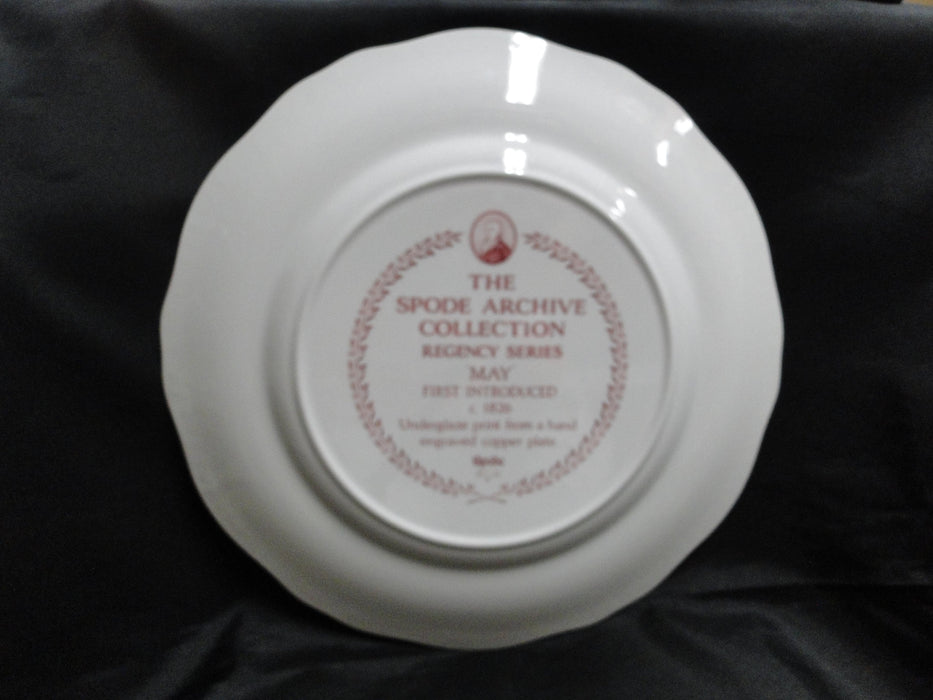 THE
SPODE ARCHIVE
COLLECTION
REGENCY SERIES
'MAY'
FIRST INTRODUCED
c. 1826
Underglaze print from a hand
engraved copper plate
Spode